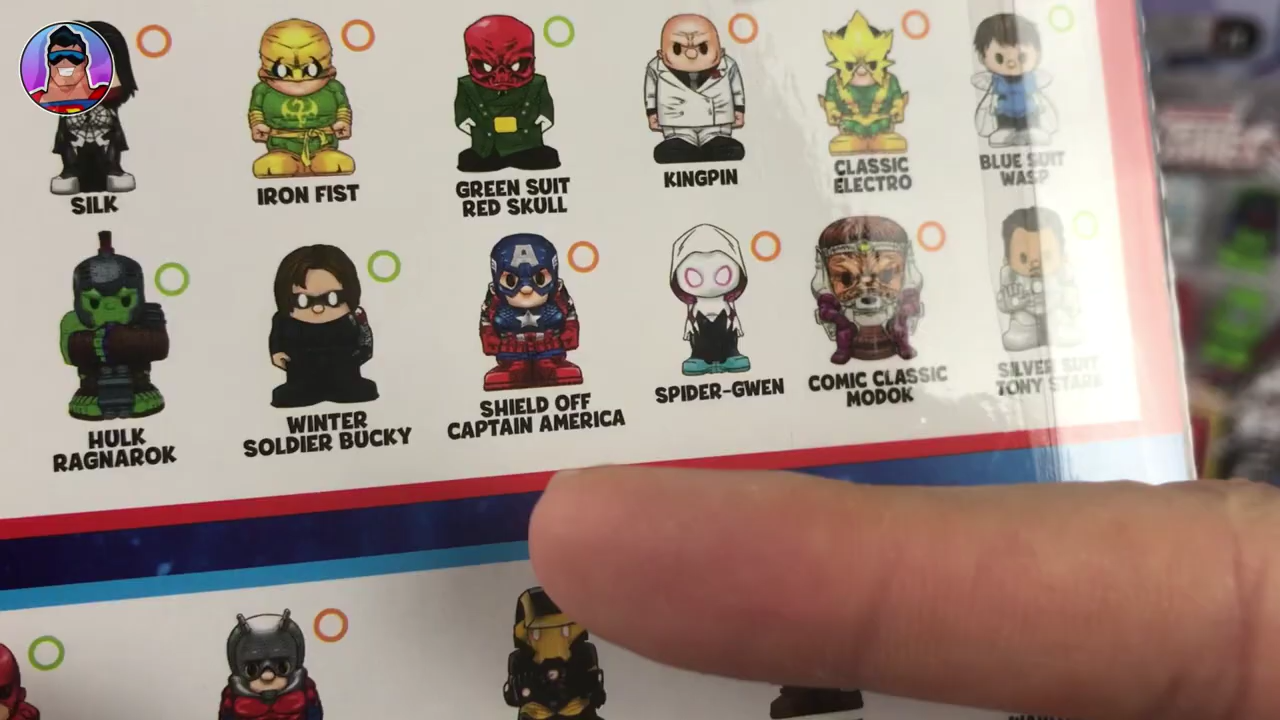 SILK
IRON FIST
GREEN SUIT
RED SKULL
KINGPIN
CLASSIC
ELECTRO
BLUE SUIT
WASP
HULK
RAGNAROK
WINTER
SOLDIER BUCKY
SHIELD OFF
CAPTAIN AMERICA
SPIDER-GWEN
COMIC CLASSIC
MODOK
SILVER SUIT
TONY STARK